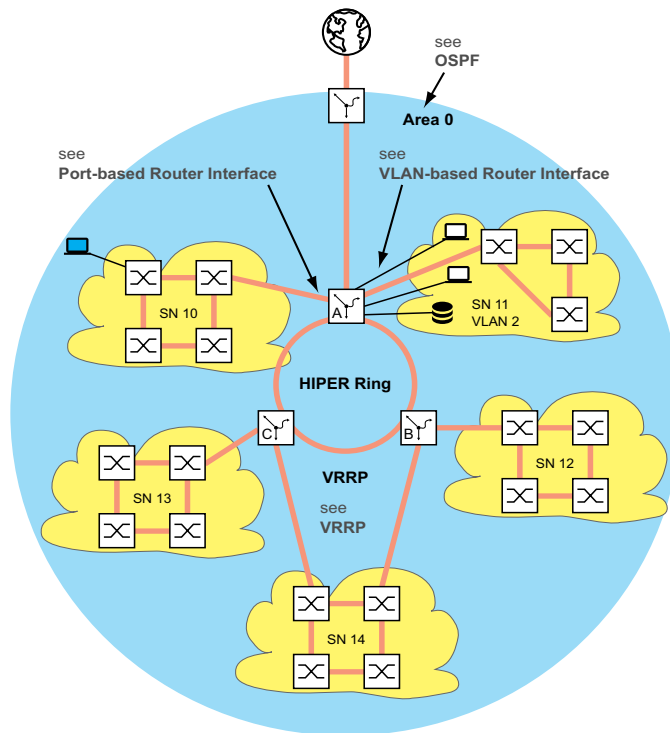 see
OSPF
Area 0
see
Port-based Router Interface
see
VLAN-based Router Interface
SN 10
A
SN 11
VLAN 2
HIPER Ring
C
B
VRRP
SN 12
SN 13
see
VRRP
SN 14